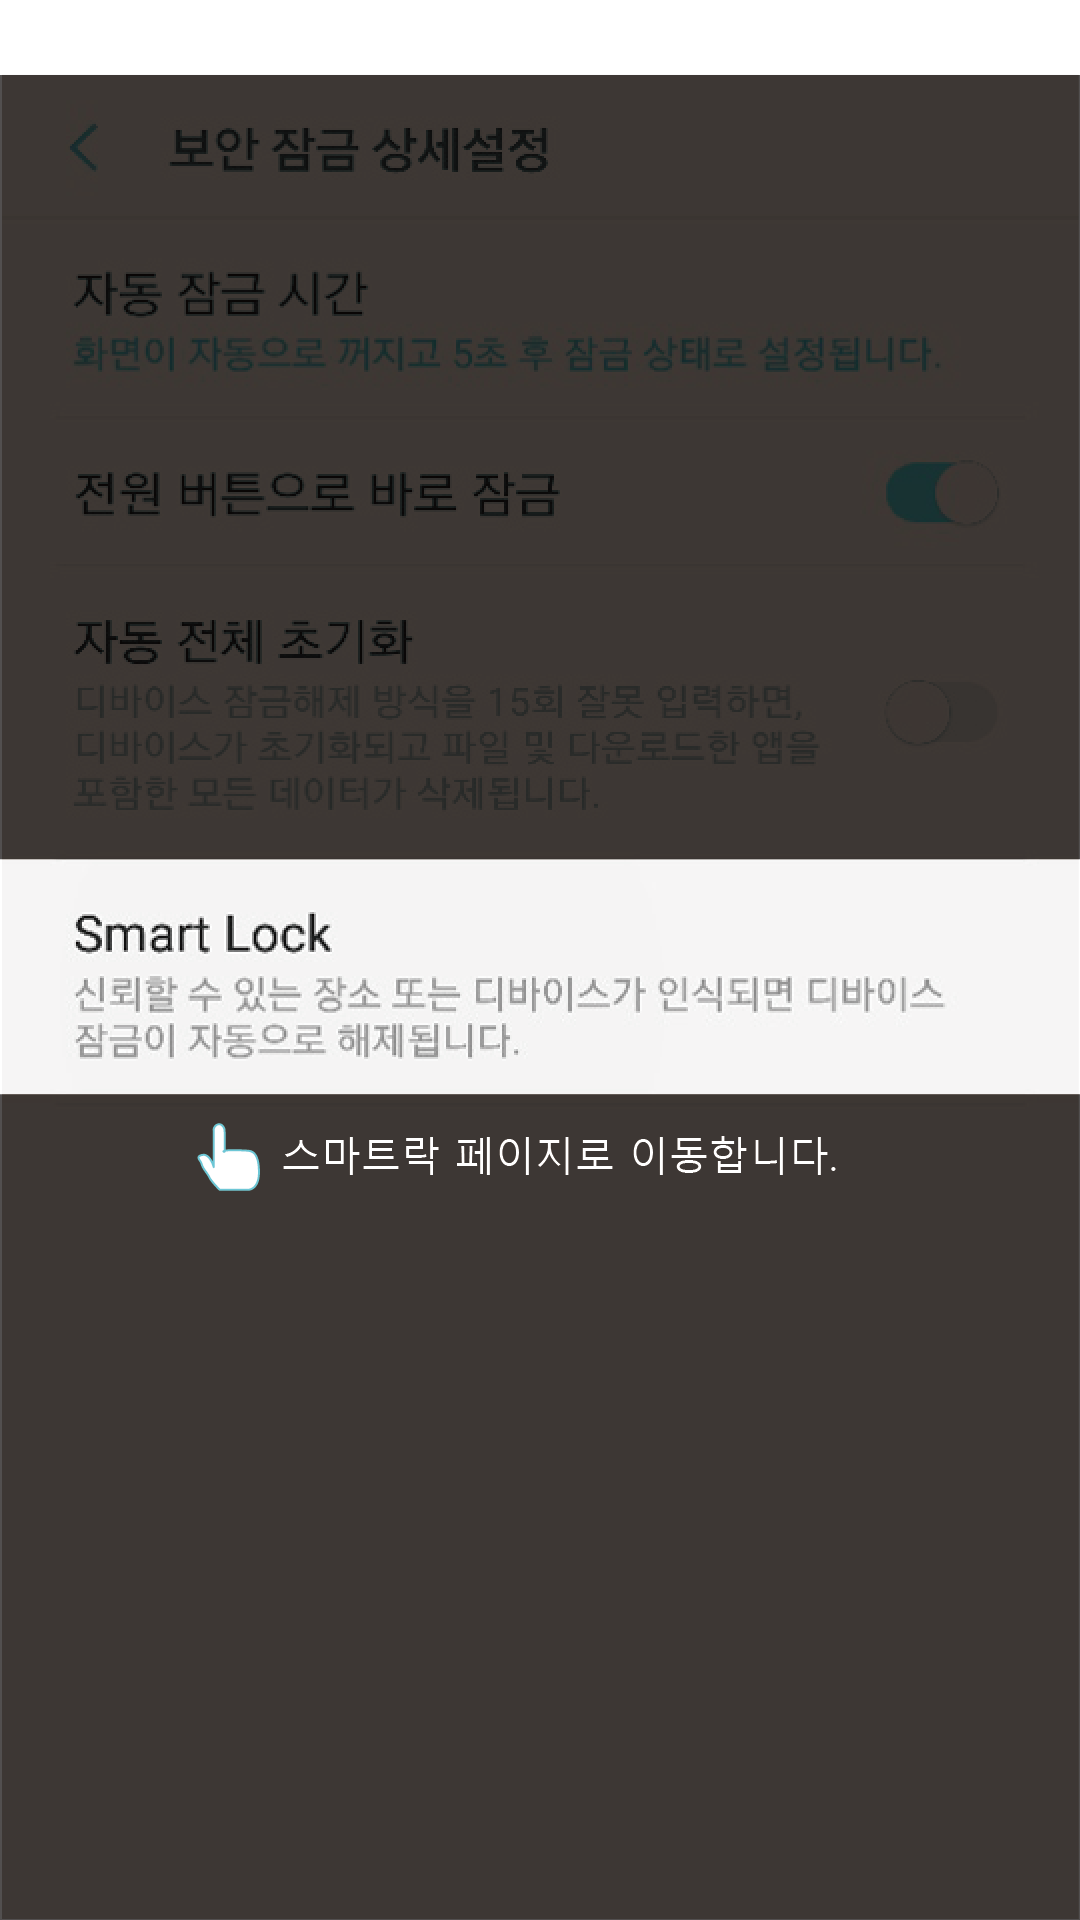 보안 잠금 상세설정
자동 잠금 시간
화면이 자동으로 꺼지고 5초 후 잠금 상태로 설정됩니다.
전원 버튼으로 바로 잠금
자동 전체 초기화
디바이스 잠금해제 방식을 15회 잘못 입력하면,
디바이스가 초기화되고 파일 및 다운로드한 앱을
포함한 모든 데이터가 삭제됩니다.
Smart Lock
신뢰할 수 있는 장소 또는 디바이스가 인식되면 디바이스
잠금이 자동으로 해제됩니다.
스마트락 페이지로 이동합니다.